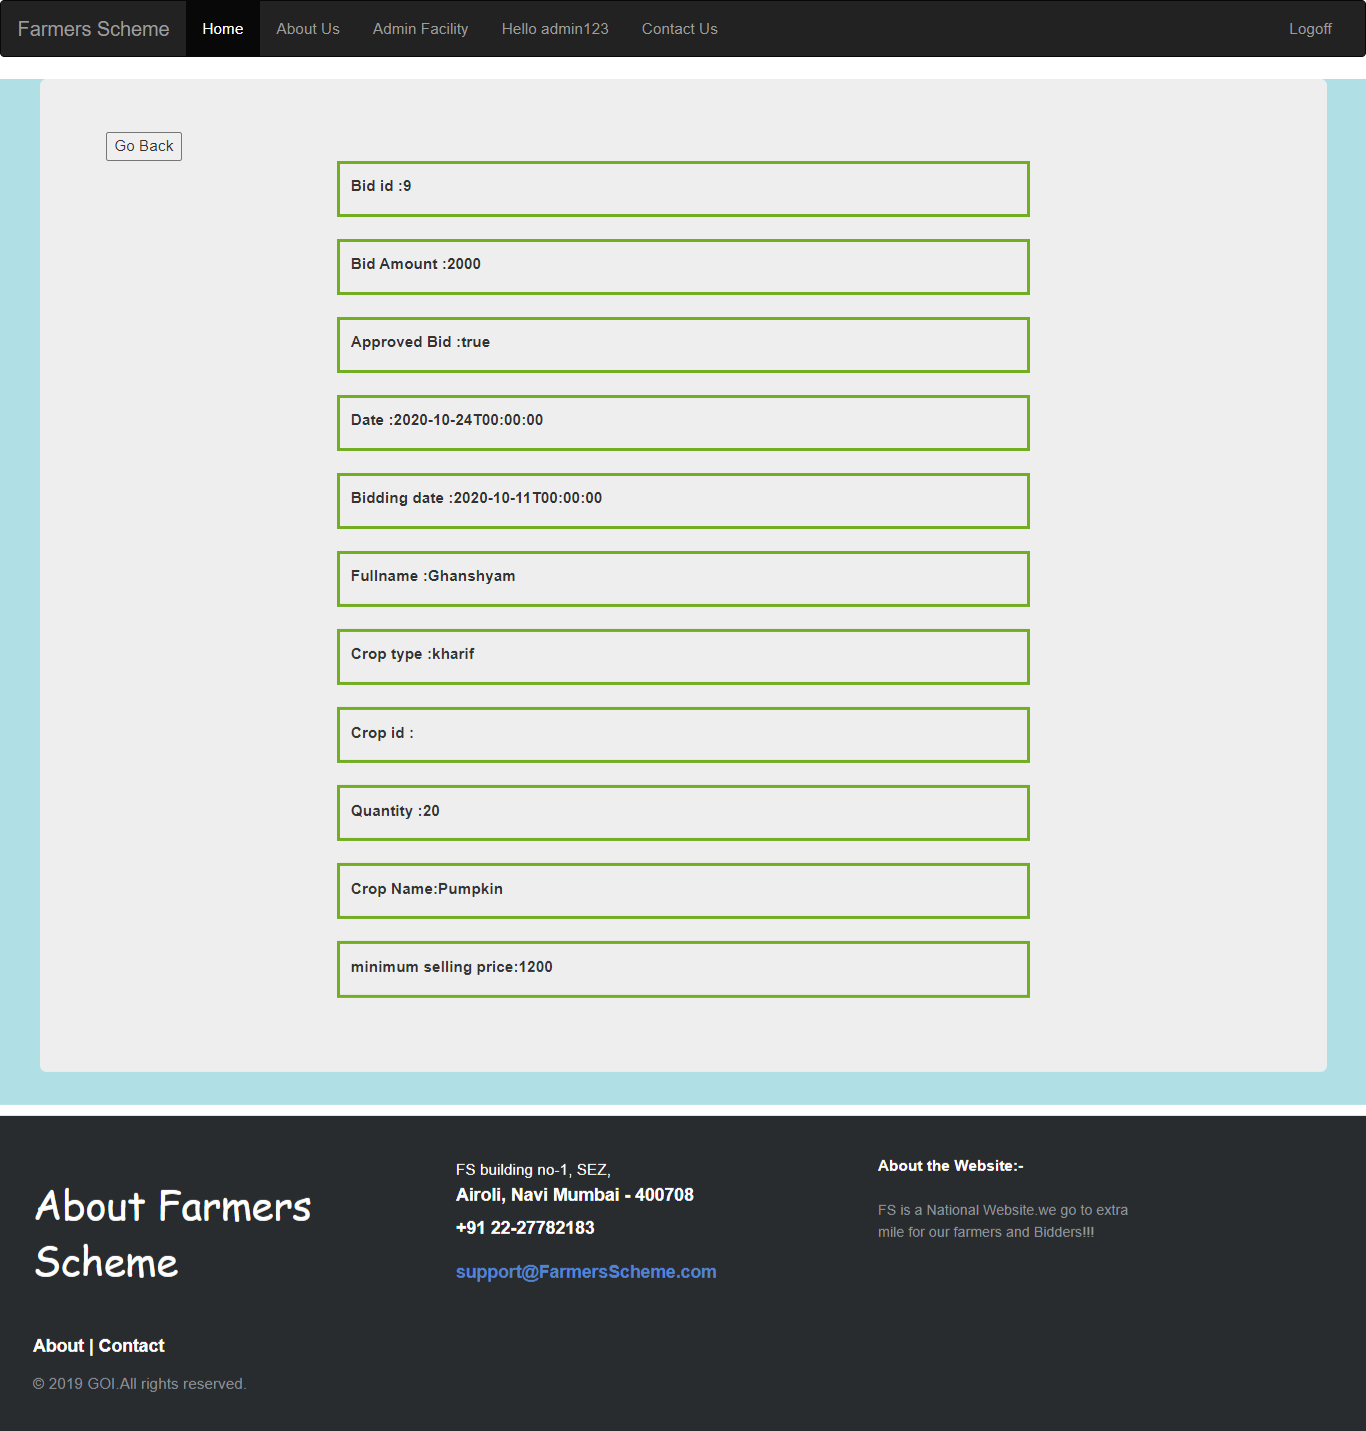 Farmers Scheme Home About Us Admin Facility Hello admin123 Contact Us Logoff
Go Back
Bid id :9
Bid Amount :2000
Approved Bid :true
Date :2020-10-24T00:00:00
Bidding date :2020-10-11T00:00:00
Fullname :Ghanshyam
Crop type :kharif
Crop id :
Quantity :20
Crop Name:Pumpkin
minimum selling price:1200
About Farmers
Scheme
About | Contact
© 2019 GOI.All rights reserved.
FS building no-1, SEZ,
Airoli, Navi Mumbai - 400708
+91 22-27782183
support@FarmersScheme.com
About the Website:-
FS is a National Website.we go to extra
mile for our farmers and Bidders!!!